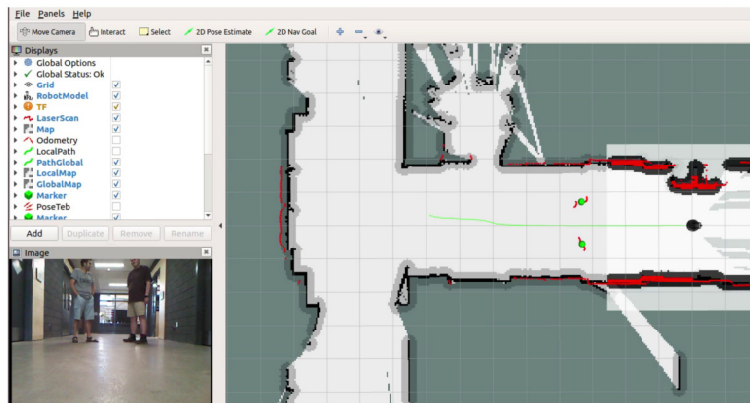 File Panels Help
Move Camera Interact Select 2D Pose Estimate 2D Nav Goal
Displays
Global Options
Global Status: Ok
Grid
RobotModel
TF
LaserScan
Map
Odometry
LocalPath
PathGlobal
LocalMap
GlobalMap
Marker
PoseTeb
Marker
Add Duplicate Remove Rename
Image